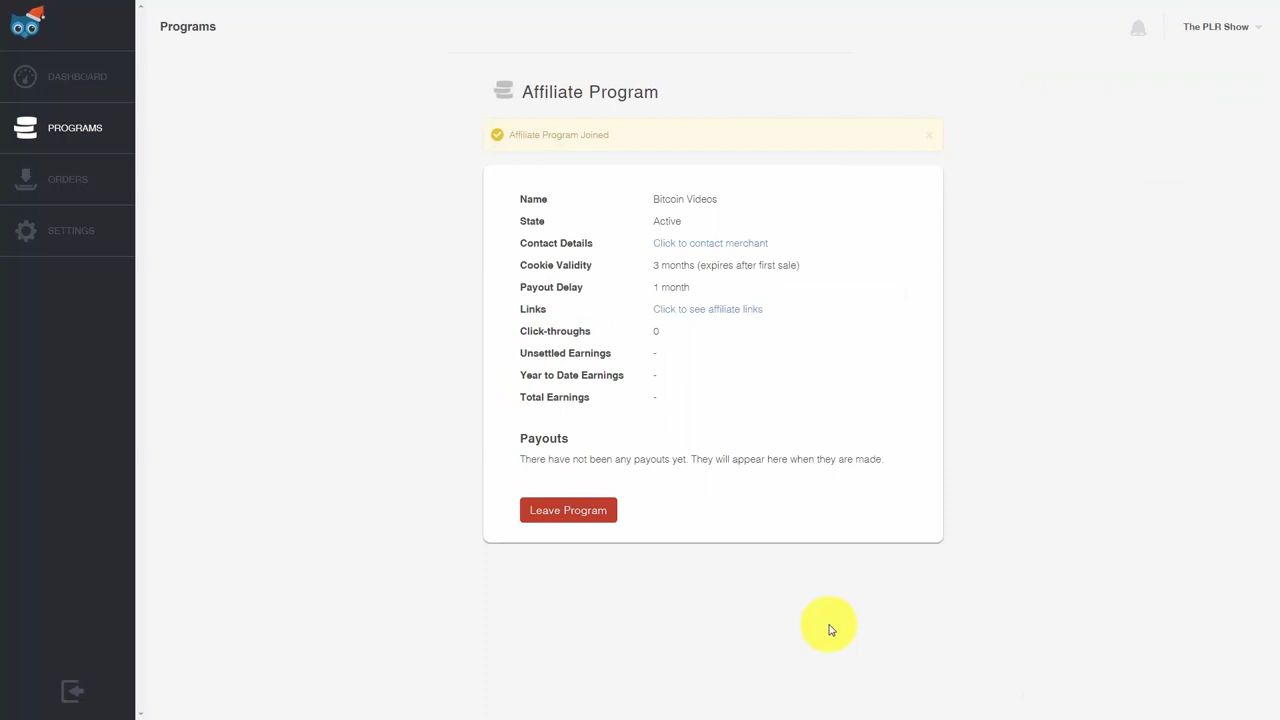 Programs
The PLR Show
DASHBOARD
PROGRAMS
ORDERS
SETTINGS
Affiliate Program
Affiliate Program Joined
Name Bitcoin Videos
State Active
Contact Details Click to contact merchant
Cookie Validity 3 months (expires after first sale)
Payout Delay 1 month
Links Click to see affiliate links
Click-throughs 0
Unsettled Earnings -
Year to Date Earnings -
Total Earnings -
Payouts
There have not been any payouts yet. They will appear here when they are made.
Leave Program